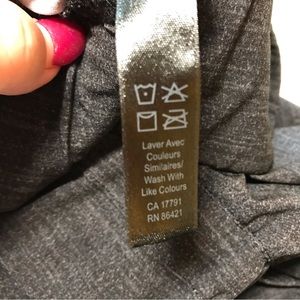 Laver Avec
Couleurs
Similaires/
Wash With
Like Colours
CA 17791
RN 86421